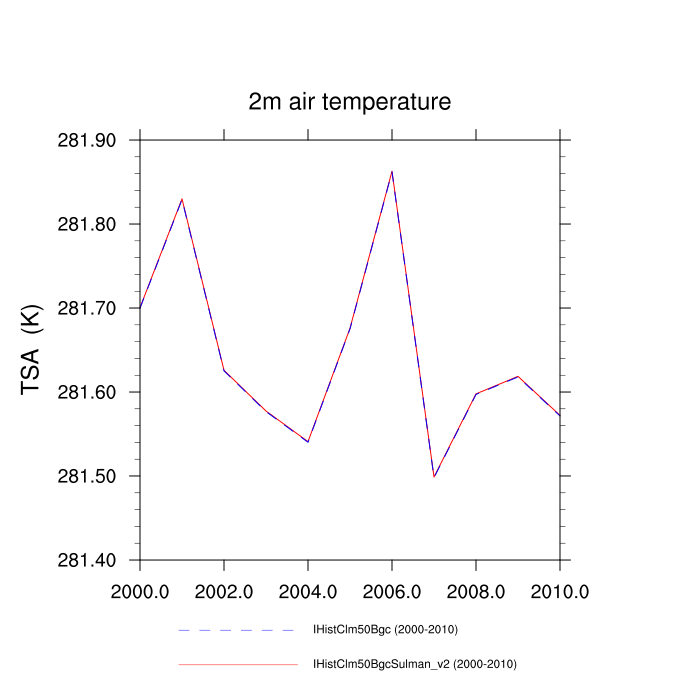 2m air temperature
281.90
281.80
281.70
281.60
281.50
281.40
TSA (K)
2000.0 2002.0 2004.0 2006.0 2008.0 2010.0
IHistClm50Bgc (2000-2010)
IHistClm50BgcSulman_v2 (2000-2010)